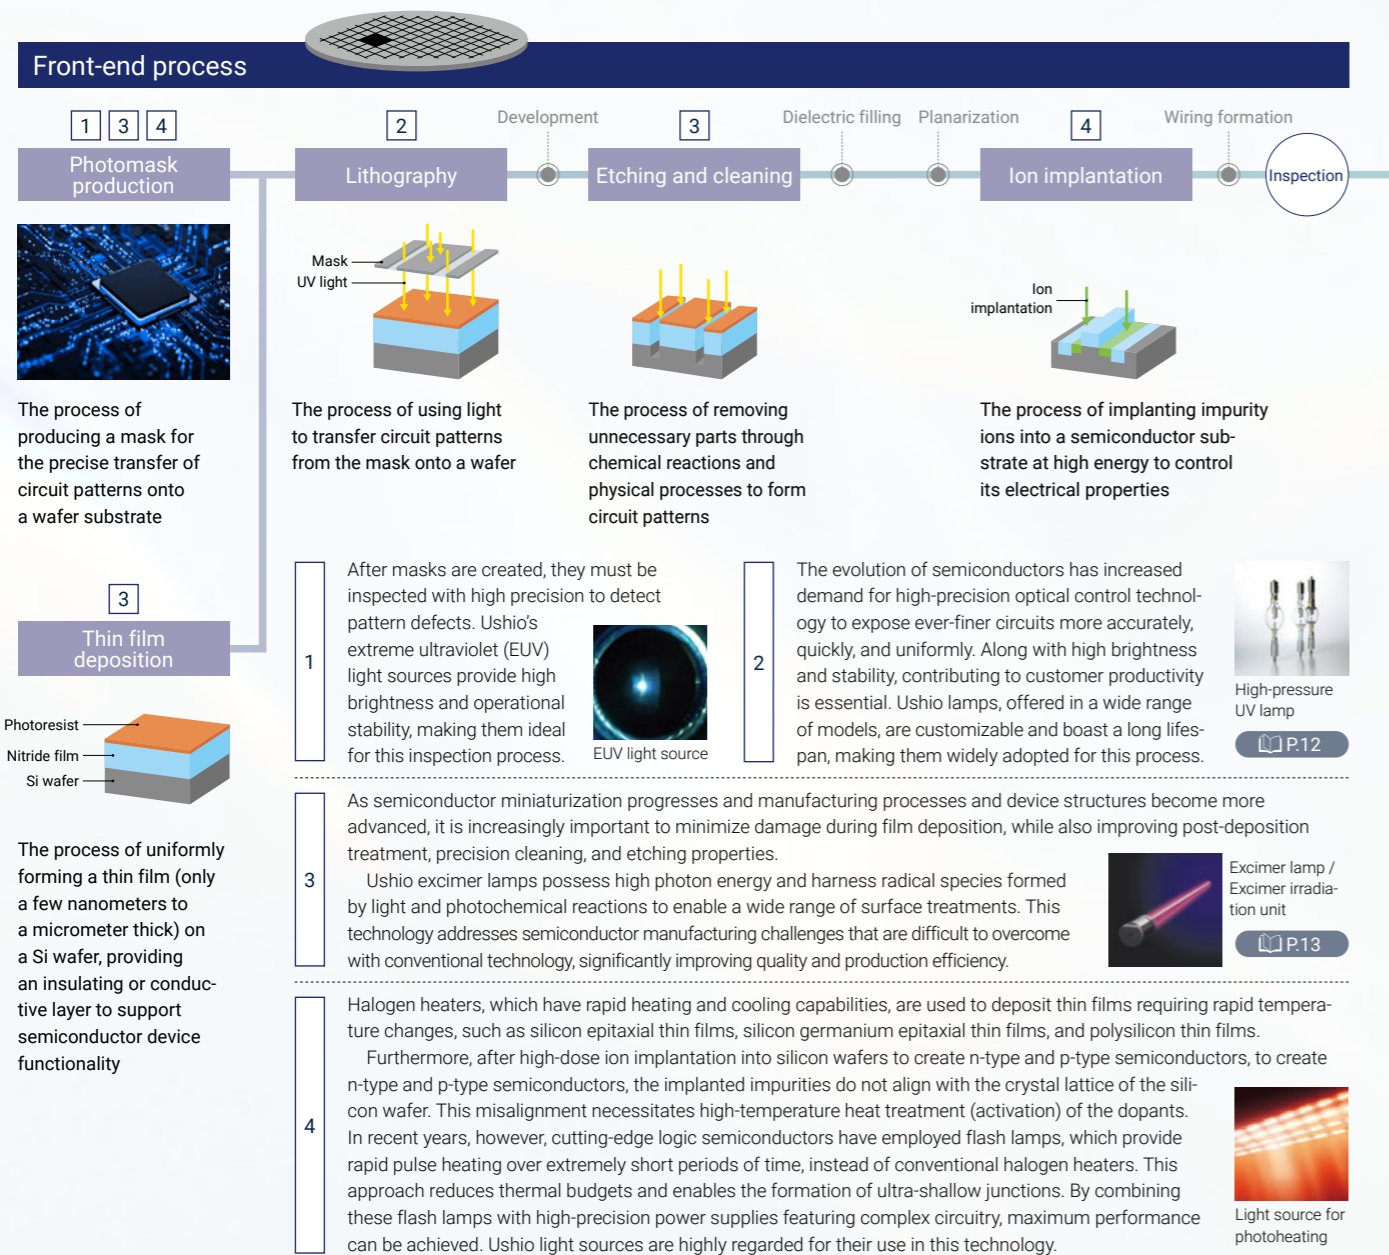 Front-end process
1 3 4
Photomask
production
2
Lithography
Development
3
Etching and cleaning
Dielectric filling
Planarization
4
Ion implantation
Wiring formation
Inspection
The process of
producing a mask for
the precise transfer of
circuit patterns onto
a wafer substrate
Mask
UV light
The process of using light
to transfer circuit patterns
from the mask onto a wafer
The process of removing
unnecessary parts through
chemical reactions and
physical processes to form
circuit patterns
Ion
implantation
The process of implanting impurity
ions into a semiconductor sub-
strate at high energy to control
its electrical properties
3
Thin film
deposition
Photoresist
Nitride film
Si wafer
The process of uniformly
forming a thin film (only
a few nanometers to
a micrometer thick) on
a Si wafer, providing
an insulating or conduc-
tive layer to support
semiconductor device
functionality
1
After masks are created, they must be
inspected with high precision to detect
pattern defects. Ushio's
extreme ultraviolet (EUV)
light sources provide high
brightness and operational
stability, making them ideal
for this inspection process.
EUV light source
2
The evolution of semiconductors has increased
demand for high-precision optical control technol-
ogy to expose ever-finer circuits more accurately,
quickly, and uniformly. Along with high brightness
and stability, contributing to customer productivity
is essential. Ushio lamps, offered in a wide range
of models, are customizable and boast a long lifes-
pan, making them widely adopted for this process.
High-pressure
UV lamp
P.12
3
As semiconductor miniaturization progresses and manufacturing processes and device structures become more
advanced, it is increasingly important to minimize damage during film deposition, while also improving post-deposition
treatment, precision cleaning, and etching properties.
Ushio excimer lamps possess high photon energy and harness radical species formed
by light and photochemical reactions to enable a wide range of surface treatments. This
technology addresses semiconductor manufacturing challenges that are difficult to overcome
with conventional technology, significantly improving quality and production efficiency.
Excimer lamp /
Excimer irradia-
tion unit
P.13
4
Halogen heaters, which have rapid heating and cooling capabilities, are used to deposit thin films requiring rapid tempera-
ture changes, such as silicon epitaxial thin films, silicon germanium epitaxial thin films, and polysilicon thin films.
Furthermore, after high-dose ion implantation into silicon wafers to create n-type and p-type semiconductors, to create
n-type and p-type semiconductors, the implanted impurities do not align with the crystal lattice of the sili-
con wafer. This misalignment necessitates high-temperature heat treatment (activation) of the dopants.
In recent years, however, cutting-edge logic semiconductors have employed flash lamps, which provide
rapid pulse heating over extremely short periods of time, instead of conventional halogen heaters. This
approach reduces thermal budgets and enables the formation of ultra-shallow junctions. By combining
these flash lamps with high-precision power supplies featuring complex circuitry, maximum performance
can be achieved. Ushio light sources are highly regarded for their use in this technology.
Light source for
photoheating